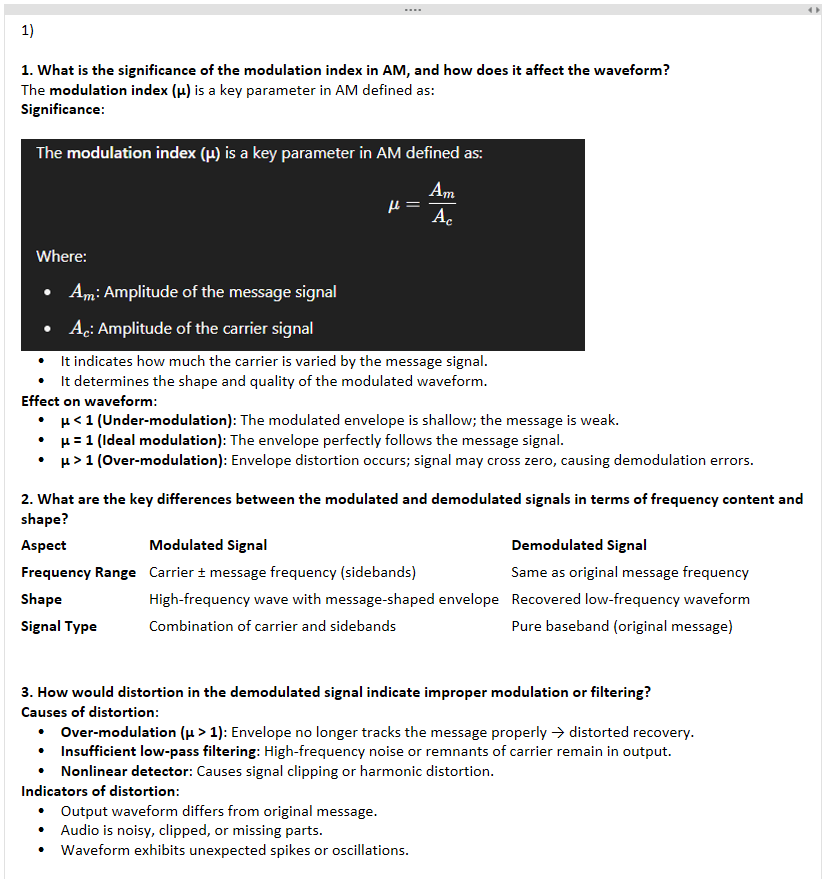 1)
1. What is the significance of the modulation index in AM, and how does it affect the waveform?
The modulation index (μ) is a key parameter in AM defined as:
Significance:
The modulation index (μ) is a key parameter in AM defined as:
μ = Am / Ac
Where:
• Am: Amplitude of the message signal
• Ac: Amplitude of the carrier signal
• It indicates how much the carrier is varied by the message signal.
• It determines the shape and quality of the modulated waveform.
Effect on waveform:
• μ < 1 (Under-modulation): The modulated envelope is shallow; the message is weak.
• μ = 1 (Ideal modulation): The envelope perfectly follows the message signal.
• μ > 1 (Over-modulation): Envelope distortion occurs; signal may cross zero, causing demodulation errors.
2. What are the key differences between the modulated and demodulated signals in terms of frequency content and
shape?
Aspect Modulated Signal Demodulated Signal
Frequency Range Carrier ± message frequency (sidebands) Same as original message frequency
Shape High-frequency wave with message-shaped envelope Recovered low-frequency waveform
Signal Type Combination of carrier and sidebands Pure baseband (original message)
3. How would distortion in the demodulated signal indicate improper modulation or filtering?
Causes of distortion:
• Over-modulation (μ > 1): Envelope no longer tracks the message properly → distorted recovery.
• Insufficient low-pass filtering: High-frequency noise or remnants of carrier remain in output.
• Nonlinear detector: Causes signal clipping or harmonic distortion.
Indicators of distortion:
• Output waveform differs from original message.
• Audio is noisy, clipped, or missing parts.
• Waveform exhibits unexpected spikes or oscillations.